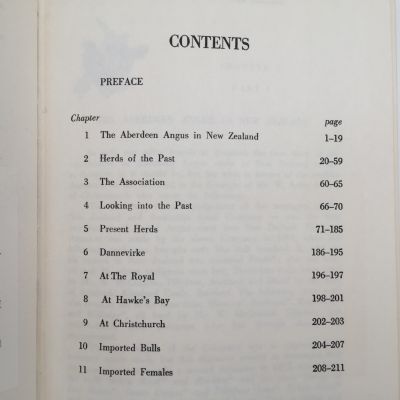 CONTENTS
PREFACE
Chapter page
1 The Aberdeen Angus in New Zealand 1–19
2 Herds of the Past 20–59
3 The Association 60–65
4 Looking into the Past 66–70
5 Present Herds 71–185
6 Dannevirke 186–195
7 At The Royal 196–197
8 At Hawke's Bay 198–201
9 At Christchurch 202–203
10 Imported Bulls 204–207
11 Imported Females 208–211